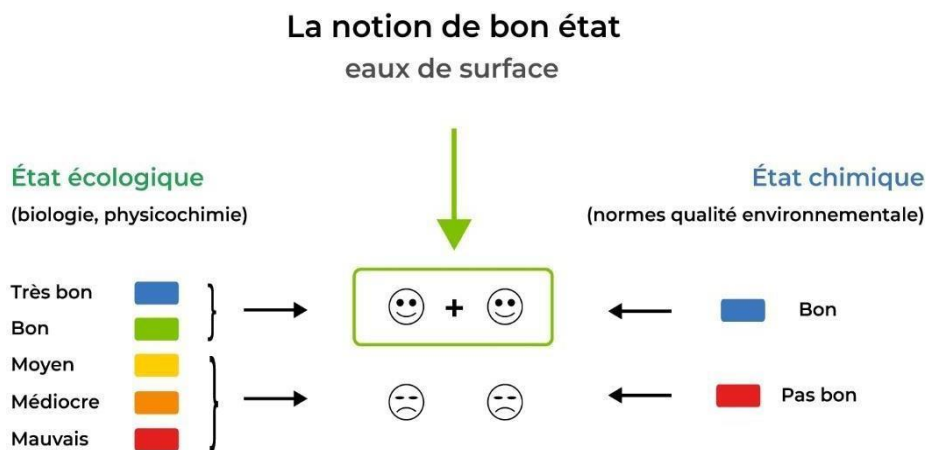 La notion de bon état
eaux de surface
État écologique
(biologie, physicochimie)
Très bon
Bon
Moyen
Médiocre
Mauvais
+
État chimique
(normes qualité environnementale)
Bon
Pas bon